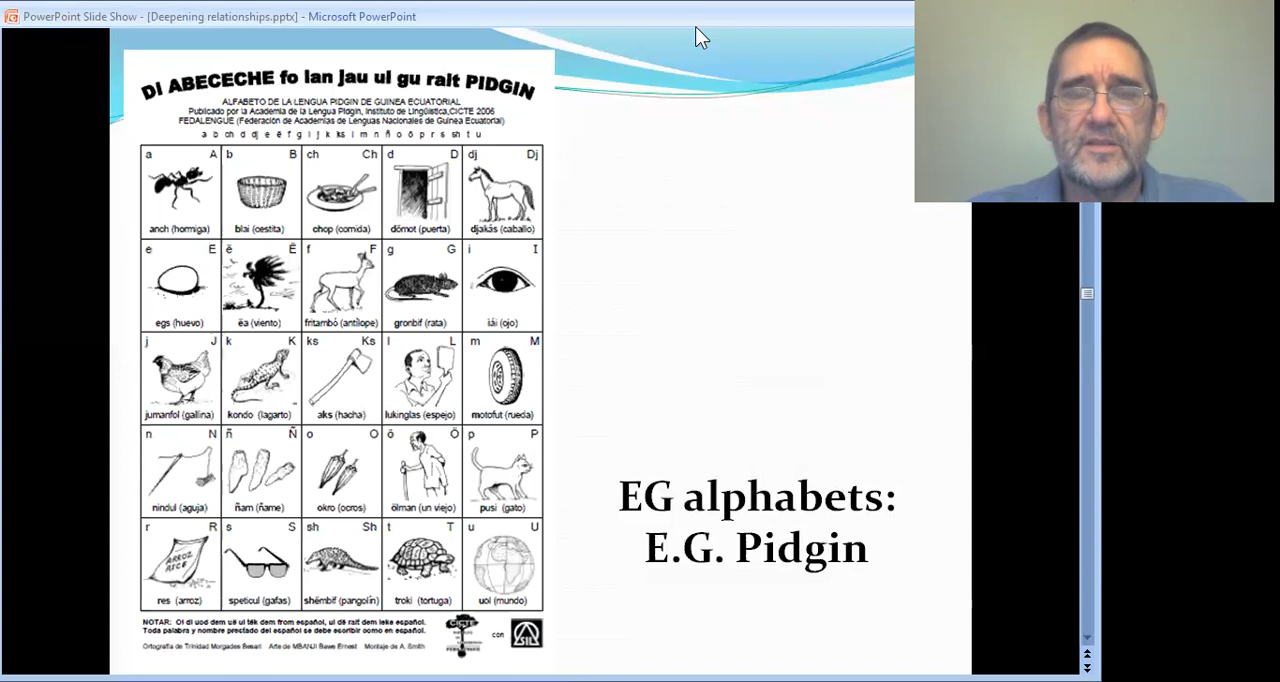 PowerPoint Slide Show - [Deepening relationships.pptx] - Microsoft PowerPoint
DI ABECECHE fo lan jau ui gu rait PIDGIN
ALFABETO DE LA LENGUA PIDGIN DE GUINEA ECUATORIAL
Publicado por la Academia de la Lengua Pidgin, Instituto de Lingüística,CICTE 2006
FEDALENGUE (Federación de Academias de Lenguas Nacionales de Guinea Ecuatorial)
a b ch d dj e ë f g i j k ks l m n ñ o ö p r s sh t u
a A b B ch Ch d D dj Dj
anch (hormiga) blai (cestita) chop (comida) dömot (puerta) djakás (caballo)
e E ë Ë f F g G i I
egs (huevo) ëa (viento) fritambó (antílope) gronbif (rata) iái (ojo)
j J k K ks Ks l L m M
jumanfol (gallina) kondo (lagarto) aks (hacha) lukinglas (espejo) motofut (rueda)
n N ñ Ñ o O ö Ö p P
nindul (aguja) ñam (ñame) okro (ocros) ölman (un viejo) pusi (gato)
r R s S sh Sh t T u U
ARROZ
RICE
res (arroz) speticul (gafas) shëmbif (pangolín) troki (tortuga) uol (mundo)
NOTAR: Ol di uod dem uë ui ték dem from español, ui dë rait dem leke español.
Toda palabra y nombre prestado del español se debe escribir como en español.
Ortografía de Trinidad Morgades Besari Arte de MBANJI Bawe Ernest Montaje de A. Smith
CICTE
con
SIL
EG alphabets:
E.G. Pidgin